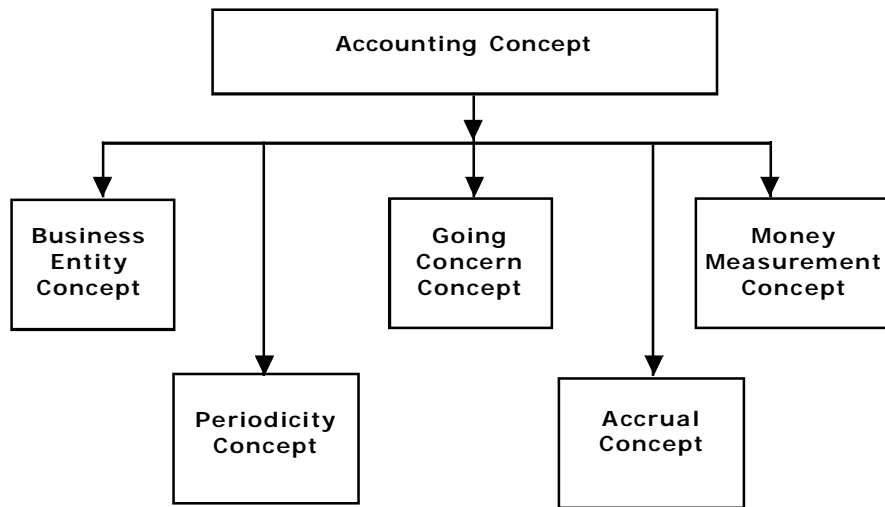 Accounting Concept
Business
Entity
Concept
Going
Concern
Concept
Money
Measurement
Concept
Periodicity
Concept
Accrual
Concept